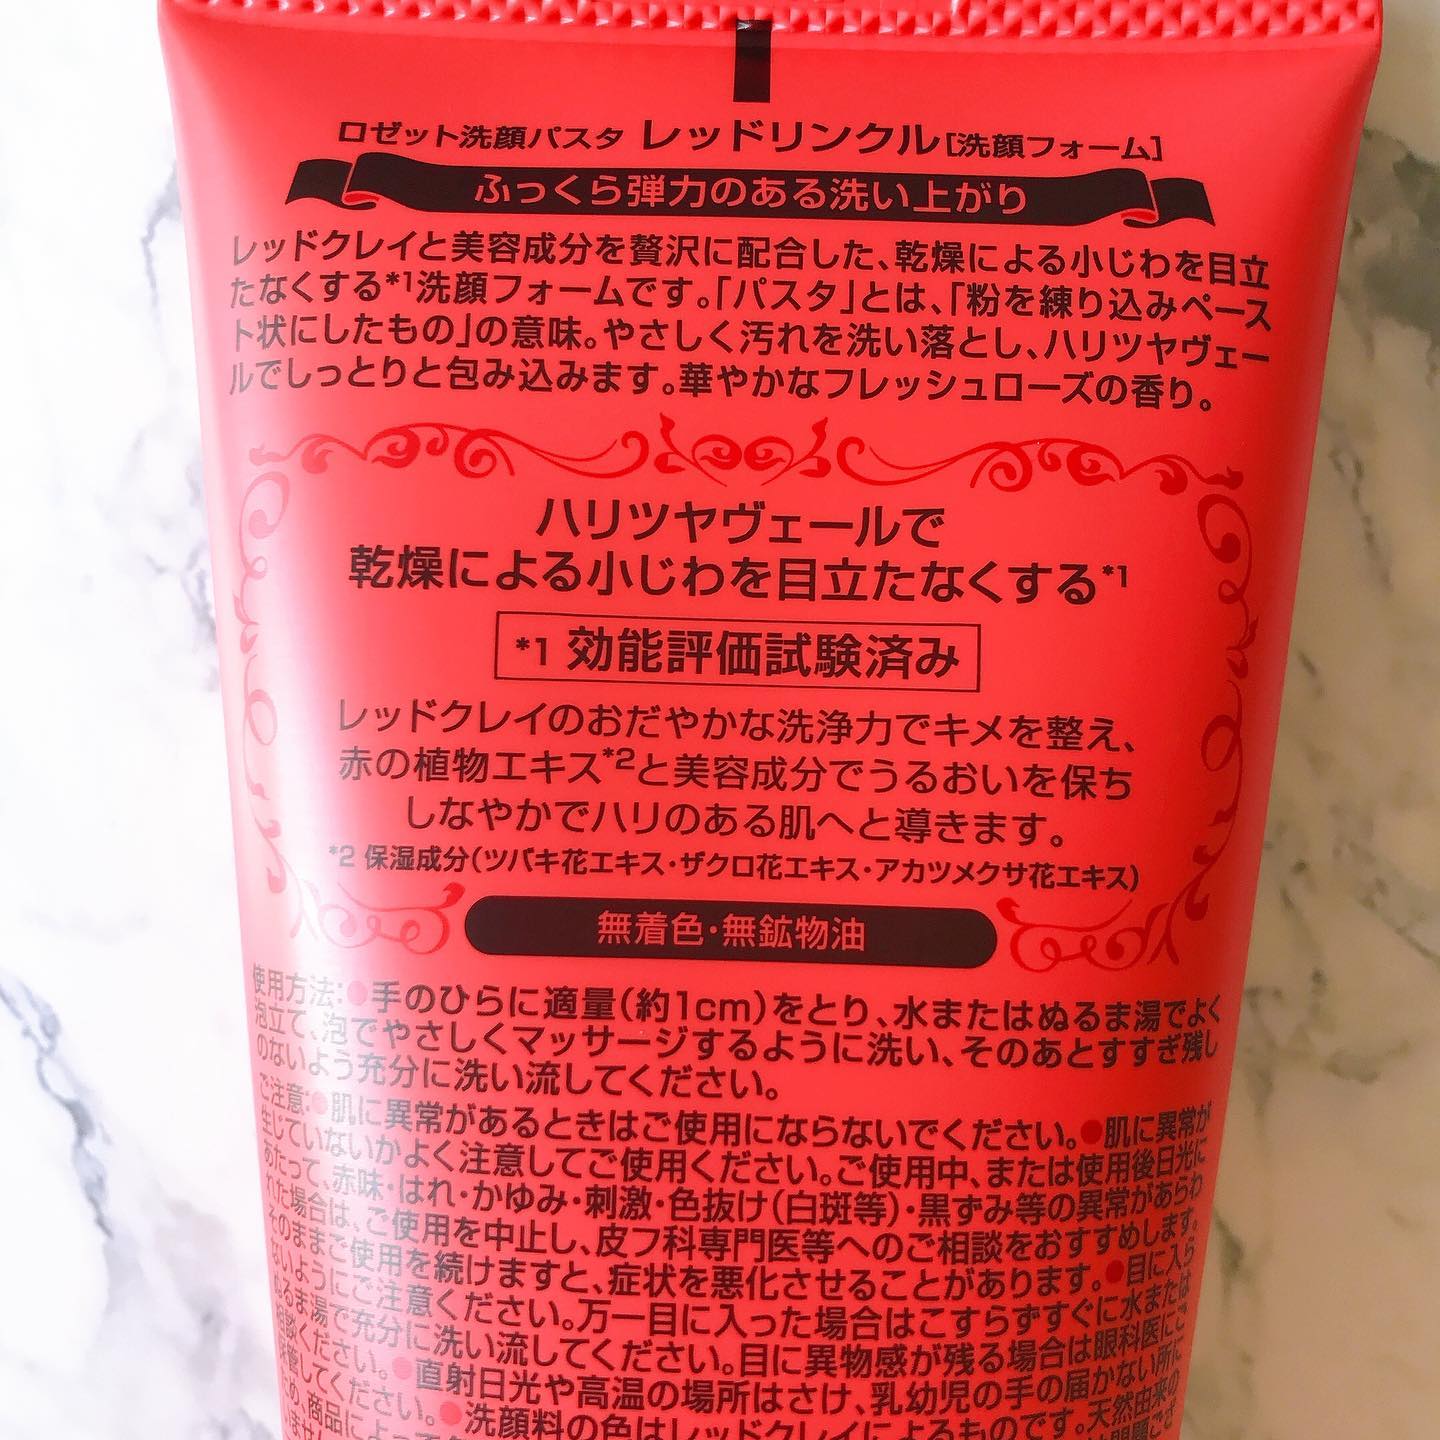 ロゼット洗顔パスタ レッドリンクル[洗顔フォーム]
ふっくら弾力のある洗い上がり
レッドクレイと美容成分を贅沢に配合した、乾燥による小じわを目立
たなくする*1洗顔フォームです。「パスタ」とは、「粉を練り込みペース
ト状にしたもの」の意味。やさしく汚れを洗い落とし、ハリツヤヴェー
ルでしっとりと包み込みます。華やかなフレッシュローズの香り。
ハリツヤヴェールで
乾燥による小じわを目立たなくする*1
*1 効能評価試験済み
レッドクレイのおだやかな洗浄力でキメを整え、
赤の植物エキス*2と美容成分でうるおいを保ち
しなやかでハリのある肌へと導きます。
*2 保湿成分(ツバキ花エキス・ザクロ花エキス・アカツメクサ花エキス)
無着色・無鉱物油
使用方法:●手のひらに適量(約1cm)をとり、水またはぬるま湯でよく
泡立て、泡でやさしくマッサージするように洗い、そのあとすすぎ残し
のないよう充分に洗い流してください。
ご注意:●肌に異常があるときはご使用にならないでください。●肌に異常が
生じていないかよく注意してご使用ください。ご使用中、または使用後日光に
あたって、赤味・はれ・かゆみ・刺激・色抜け(白斑等)・黒ずみ等の異常があらわ
れた場合は、ご使用を中止し、皮フ科専門医等へのご相談をおすすめします。
そのままご使用を続けますと、症状を悪化させることがあります。●目に入ら
ないようにご注意ください。万一目に入った場合はこすらずすぐに水または
ぬるま湯で充分に洗い流してください。目に異物感が残る場合は眼科医にご
相談ください。●直射日光や高温の場所はさけ、乳幼児の手の届かない所に
保管してください。●洗顔料の色はレッドクレイによるものです。天然由来の
ため、商品によって